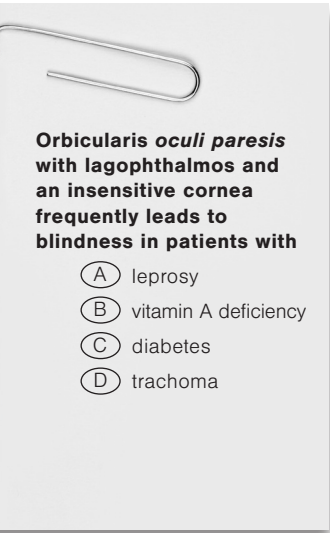 Orbicularis oculi paresis
with lagophthalmos and
an insensitive cornea
frequently leads to
blindness in patients with
A leprosy
B vitamin A deficiency
C diabetes
D trachoma